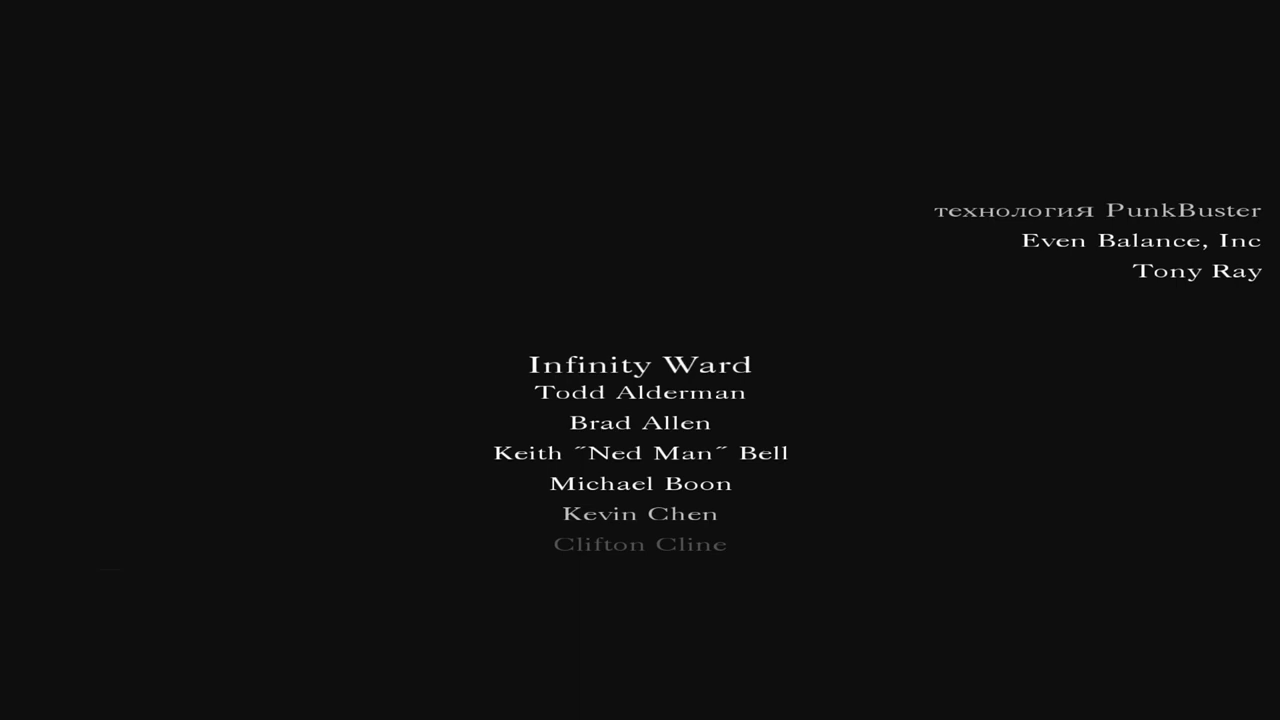 технология PunkBuster
Even Balance, Inc
Tony Ray
Infinity Ward
Todd Alderman
Brad Allen
Keith ˝Ned Man˝ Bell
Michael Boon
Kevin Chen
Clifton Cline